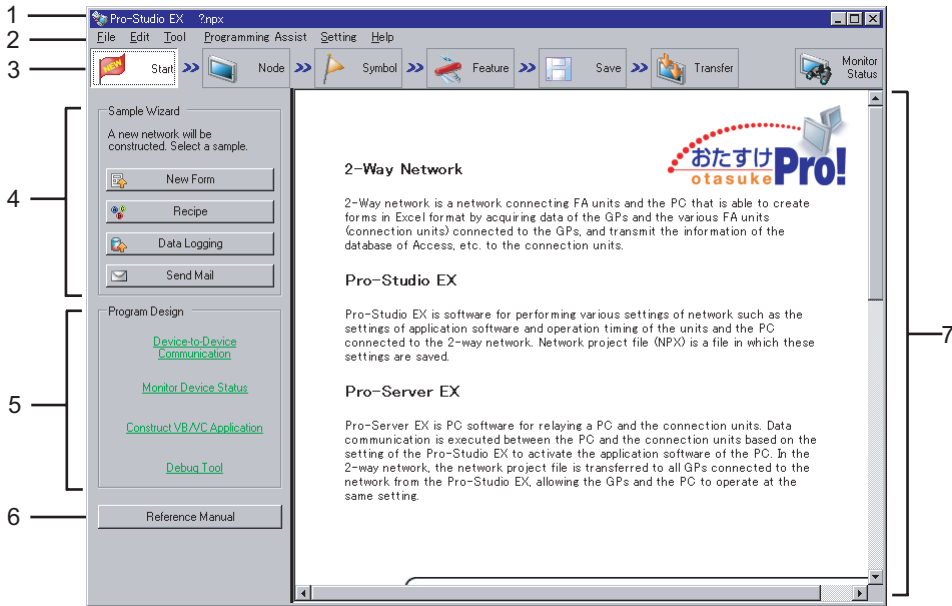 1
Pro-Studio EX ?.npx
2
File Edit Tool Programming Assist Setting Help
3
NEW Start Node Symbol Feature Save Transfer Monitor Status
4
Sample Wizard
A new network will be
constructed. Select a sample.
New Form
Recipe
Data Logging
Send Mail
5
Program Design
Device-to-Device
Communication
Monitor Device Status
Construct VB/VC Application
Debug Tool
6
Reference Manual
おたすけPro!
otasuke
2-Way Network
2-Way network is a network connecting FA units and the PC that is able to create
forms in Excel format by acquiring data of the GPs and the various FA units
(connection units) connected to the GPs, and transmit the information of the
database of Access, etc. to the connection units.
Pro-Studio EX
Pro-Studio EX is software for performing various settings of network such as the
settings of application software and operation timing of the units and the PC
connected to the 2-way network. Network project file (NPX) is a file in which these
settings are saved.
Pro-Server EX
Pro-Server EX is PC software for relaying a PC and the connection units. Data
communication is executed between the PC and the connection units based on the
setting of the Pro-Studio EX to activate the application software of the PC. In the
2-way network, the network project file is transferred to all GPs connected to the
network from the Pro-Studio EX, allowing the GPs and the PC to operate at the
same setting.
7